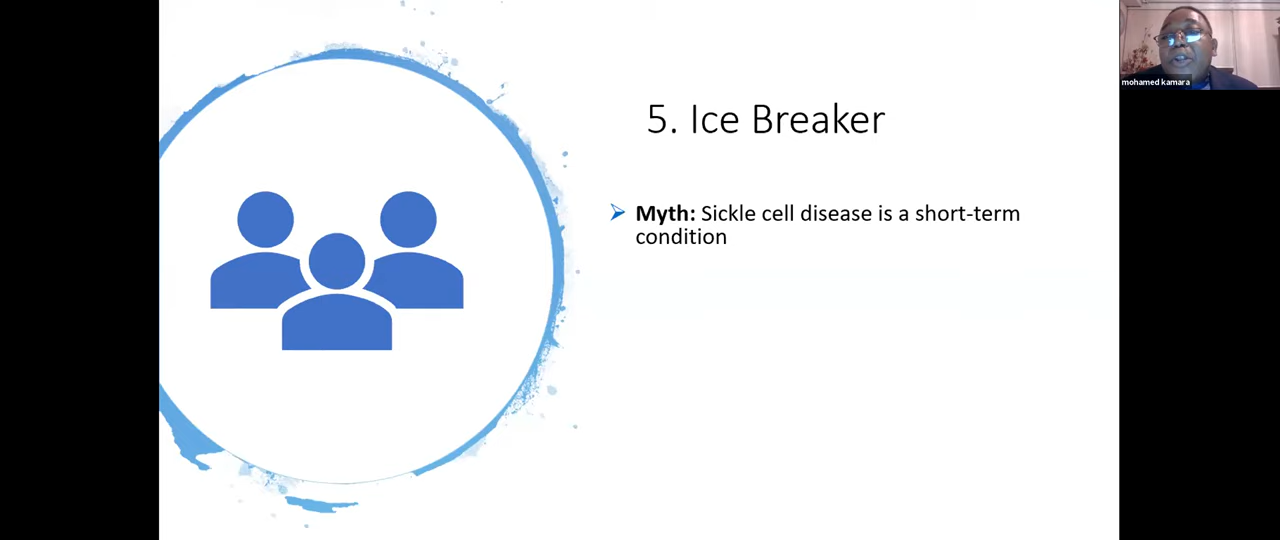 5. Ice Breaker
Myth: Sickle cell disease is a short-term
condition
mohamed kamara